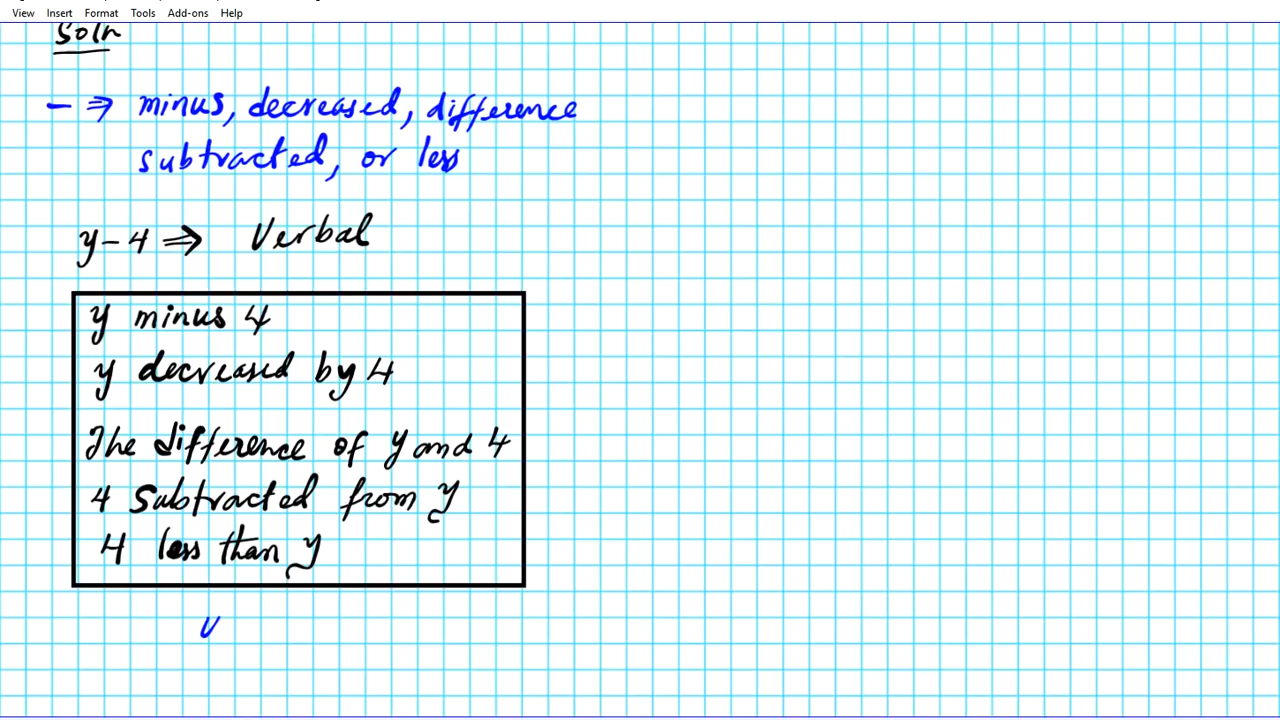 View Insert Format Tools Add-ons Help
Soln
– ⇒ minus, decreased, difference
subtracted, or less
y–4 ⇒ Verbal
y minus 4
y decreased by 4
The difference of y and 4
4 Subtracted from y
4 less than y